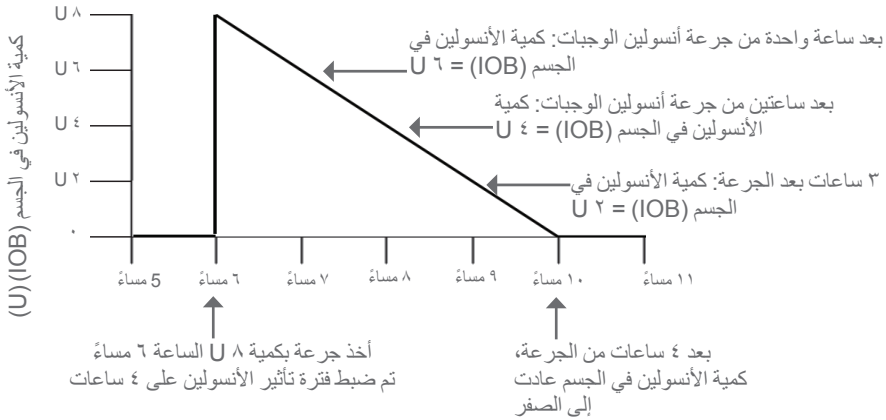 كمية الأنسولين في الجسم (IOB) (U)
U ٨
U ٦
U ٤
U ٢
٠
بعد ساعة واحدة من جرعة أنسولين الوجبات: كمية الأنسولين في
الجسم (IOB) = ٦ U
بعد ساعتين من جرعة أنسولين الوجبات: كمية
الأنسولين في الجسم (IOB) = ٤ U
٣ ساعات بعد الجرعة: كمية الأنسولين في
الجسم (IOB) = ٢ U
5 مساءً
٦ مساءً
٧ مساءً
٨ مساءً
٩ مساءً
١٠ مساءً
١١ مساءً
أخذ جرعة بكمية ٨ U الساعة ٦ مساءً
تم ضبط فترة تأثير الأنسولين على ٤ ساعات
بعد ٤ ساعات من الجرعة،
كمية الأنسولين في الجسم عادت
إلى الصفر